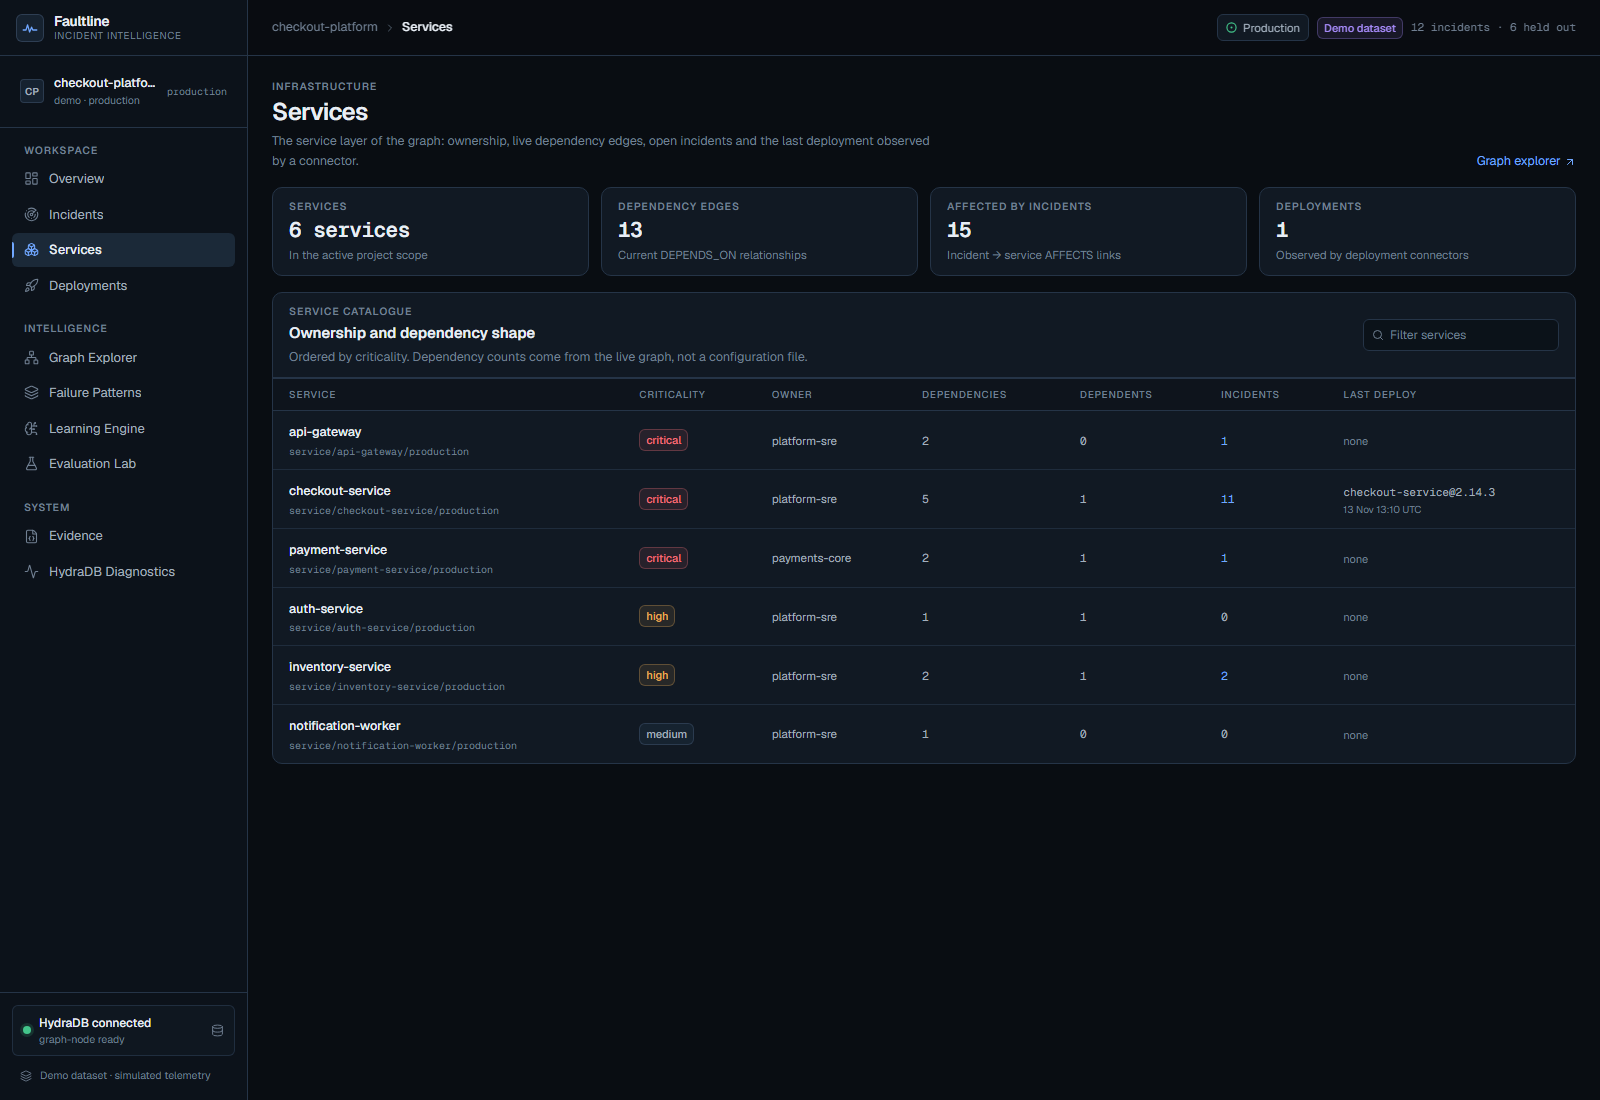 Faultline
INCIDENT INTELLIGENCE
CP
checkout-platfo...
demo · production
production
WORKSPACE
Overview
Incidents
Services
Deployments
INTELLIGENCE
Graph Explorer
Failure Patterns
Learning Engine
Evaluation Lab
SYSTEM
Evidence
HydraDB Diagnostics
HydraDB connected
graph-node ready
Demo dataset · simulated telemetry
checkout-platform › Services
Production
Demo dataset
12 incidents · 6 held out
INFRASTRUCTURE
Services
The service layer of the graph: ownership, live dependency edges, open incidents and the last deployment observed
by a connector.
Graph explorer
SERVICES
6 services
In the active project scope
DEPENDENCY EDGES
13
Current DEPENDS_ON relationships
AFFECTED BY INCIDENTS
15
Incident → service AFFECTS links
DEPLOYMENTS
1
Observed by deployment connectors
SERVICE CATALOGUE
Ownership and dependency shape
Ordered by criticality. Dependency counts come from the live graph, not a configuration file.
Filter services
SERVICE CRITICALITY OWNER DEPENDENCIES DEPENDENTS INCIDENTS LAST DEPLOY
api-gateway
service/api-gateway/production
critical platform-sre 2 0 1 none
checkout-service
service/checkout-service/production
critical platform-sre 5 1 11 checkout-service@2.14.3
13 Nov 13:10 UTC
payment-service
service/payment-service/production
critical payments-core 2 1 1 none
auth-service
service/auth-service/production
high platform-sre 1 1 0 none
inventory-service
service/inventory-service/production
high platform-sre 2 1 2 none
notification-worker
service/notification-worker/production
medium platform-sre 1 0 0 none